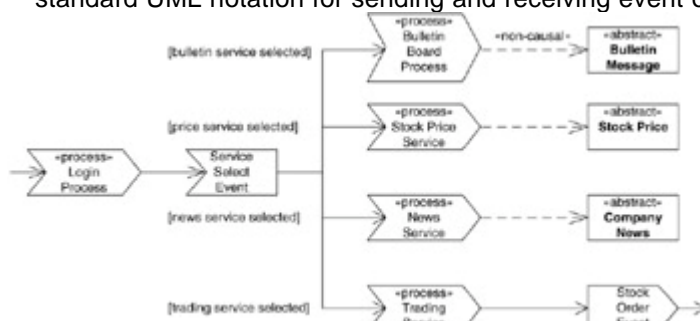 standard UML notation for sending and receiving event
«process»
Bulletin
Board
Process
«non-causal»
«abstract»
Bulletin
Message
[bulletin service selected]
[price service selected]
«process»
Stock Price
Service
«abstract»
Stock Price
«process»
Login
Process
Service
Select
Event
[news service selected]
«process»
News
Service
«abstract»
Company
News
[trading service selected]
«process»
Trading
Stock
Order